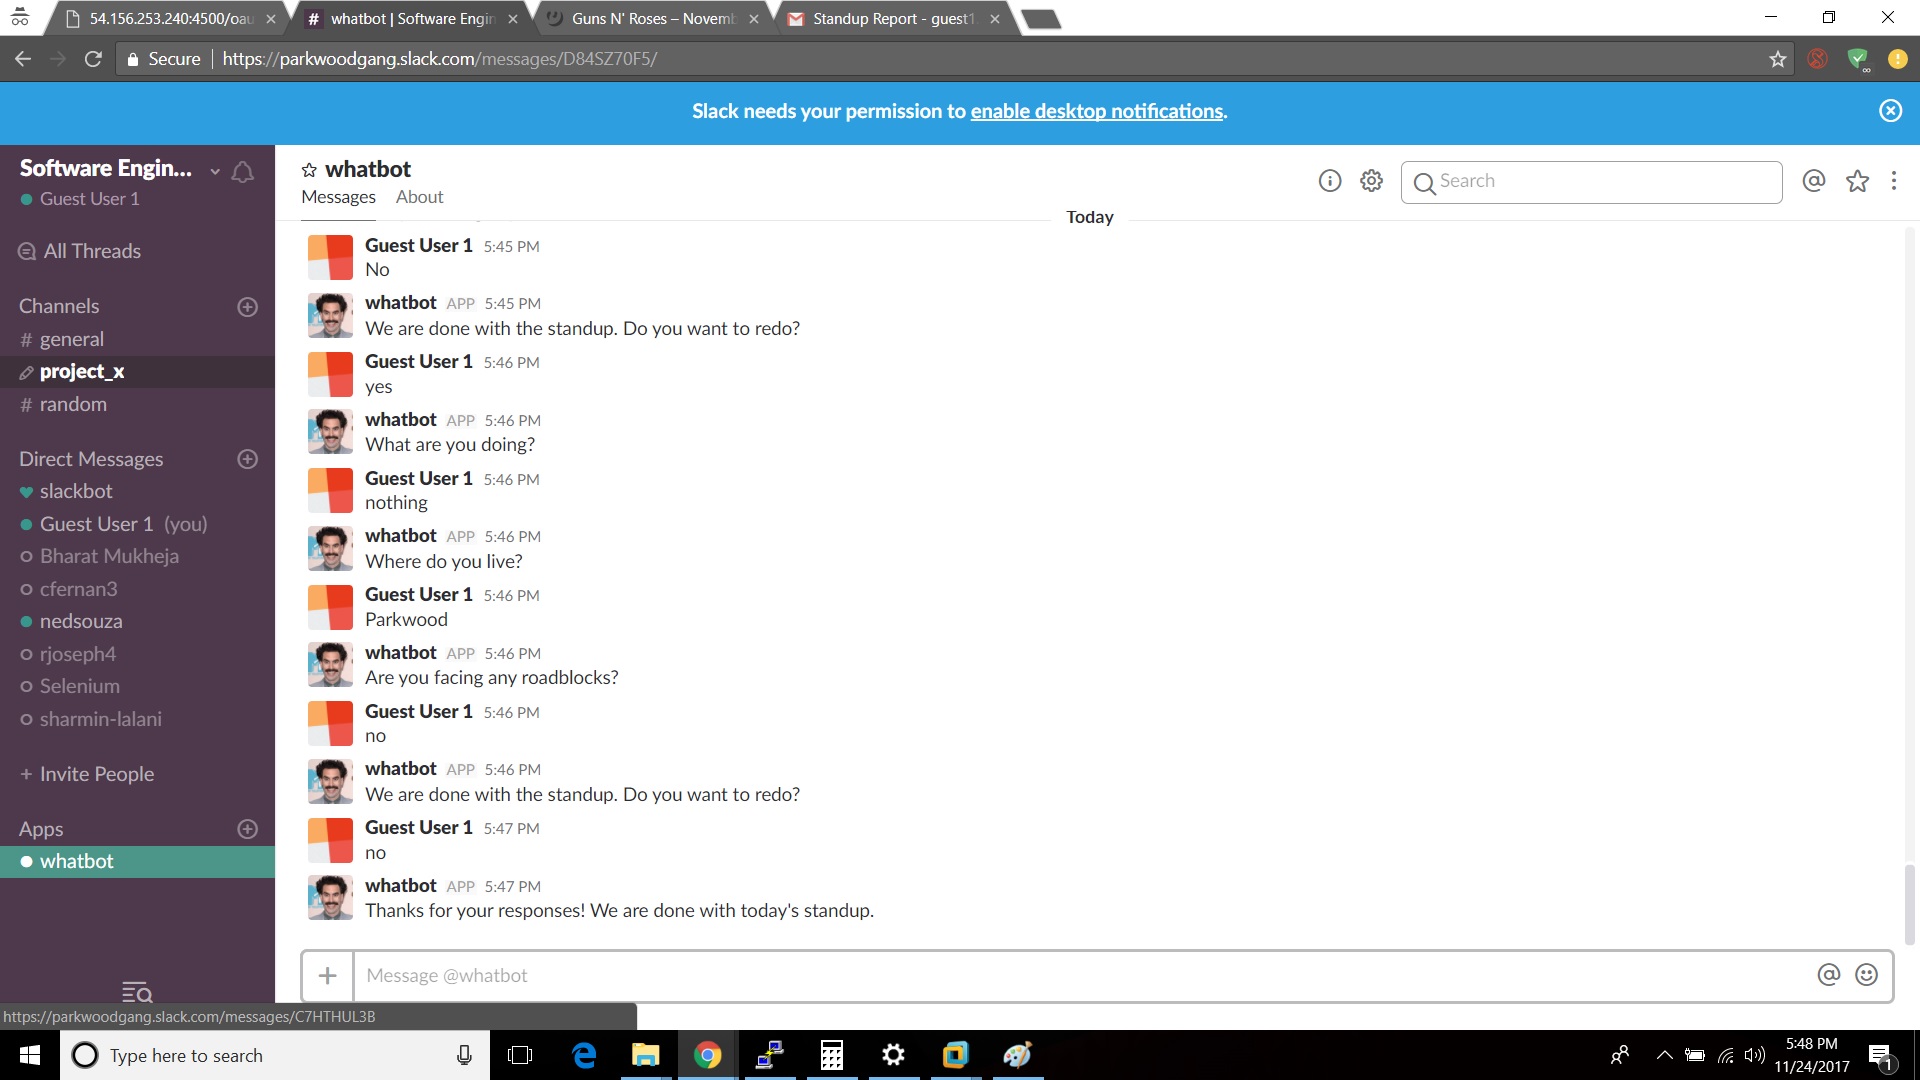 54.156.253.240:4500/oau
whatbot | Software Engin
Guns N' Roses – Novemb
Standup Report - guest1
Secure
https://parkwoodgang.slack.com/messages/D84SZ70F5/
Slack needs your permission to enable desktop notifications.
Software Engin...
Guest User 1
All Threads
Channels
# general
project_x
# random
Direct Messages
slackbot
Guest User 1 (you)
Bharat Mukheja
cfernan3
nedsouza
rjoseph4
Selenium
sharmin-lalani
+ Invite People
Apps
whatbot
whatbot
Messages About
Search
Today
Guest User 1 5:45 PM
No
whatbot APP 5:45 PM
We are done with the standup. Do you want to redo?
Guest User 1 5:46 PM
yes
whatbot APP 5:46 PM
What are you doing?
Guest User 1 5:46 PM
nothing
whatbot APP 5:46 PM
Where do you live?
Guest User 1 5:46 PM
Parkwood
whatbot APP 5:46 PM
Are you facing any roadblocks?
Guest User 1 5:46 PM
no
whatbot APP 5:46 PM
We are done with the standup. Do you want to redo?
Guest User 1 5:47 PM
no
whatbot APP 5:47 PM
Thanks for your responses! We are done with today's standup.
Message @whatbot
https://parkwoodgang.slack.com/messages/C7HTHUL3B
Type here to search
5:48 PM
11/24/2017
1